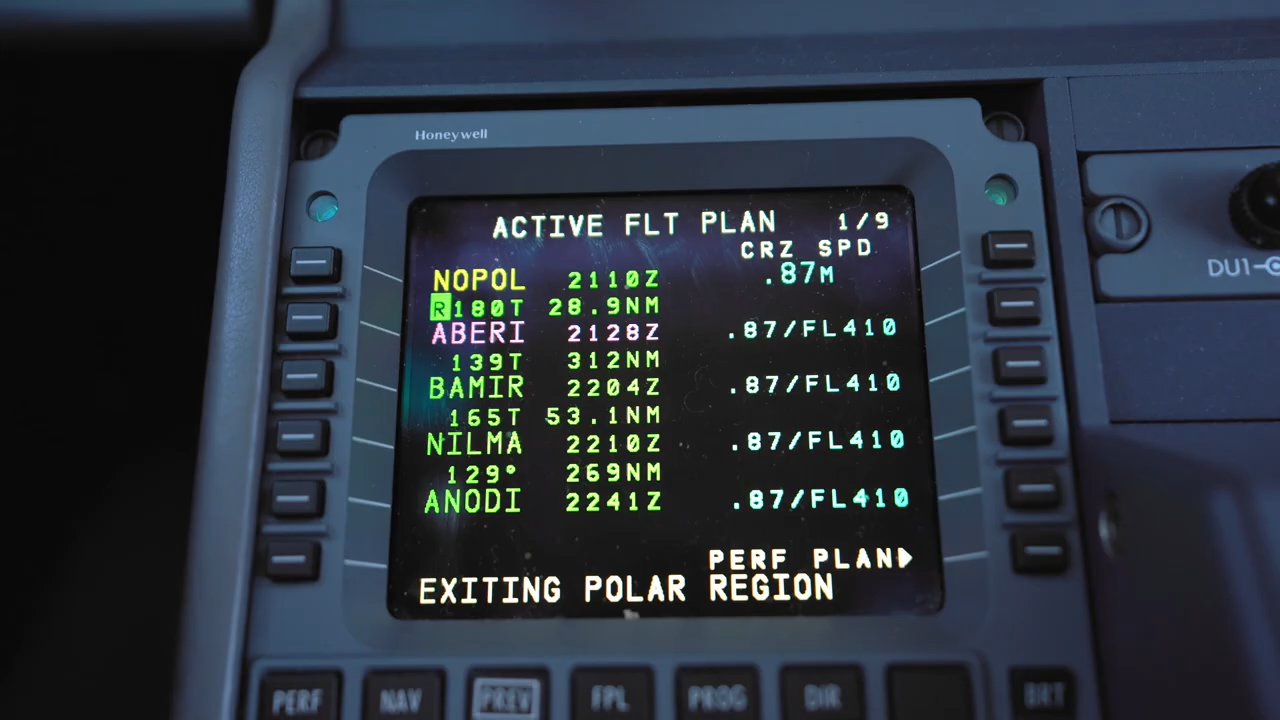 Honeywell
ACTIVE FLT PLAN 1/9
CRZ SPD
NOPOL 2110Z .87M
R180T 28.9NM
ABERI 2128Z .87/FL410
139T 312NM
BAMIR 2204Z .87/FL410
165T 53.1NM
NILMA 2210Z .87/FL410
129° 269NM
ANODI 2241Z .87/FL410
PERF PLAN
EXITING POLAR REGION
DU1
PERF NAV PREV FPL PROG DIR BRT